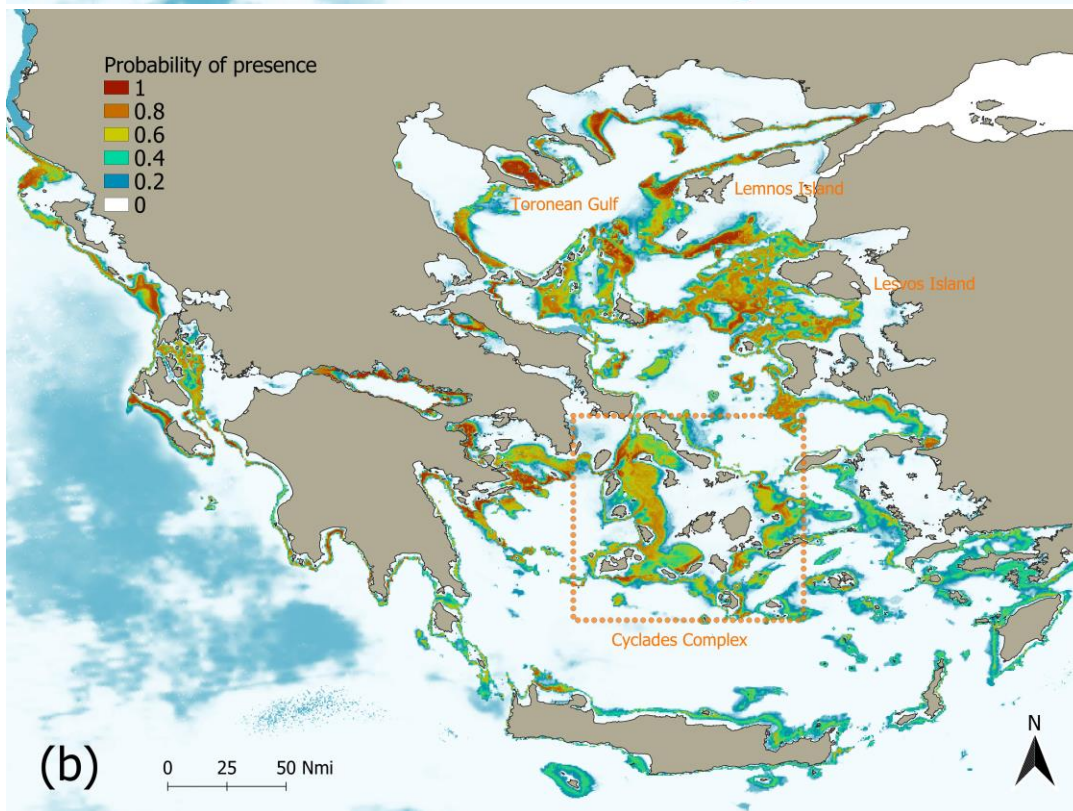 Probability of presence
1
0.8
0.6
0.4
0.2
0
Toronean Gulf
Lemnos Island
Lesvos Island
Cyclades Complex
(b)
0 25 50 Nmi
N